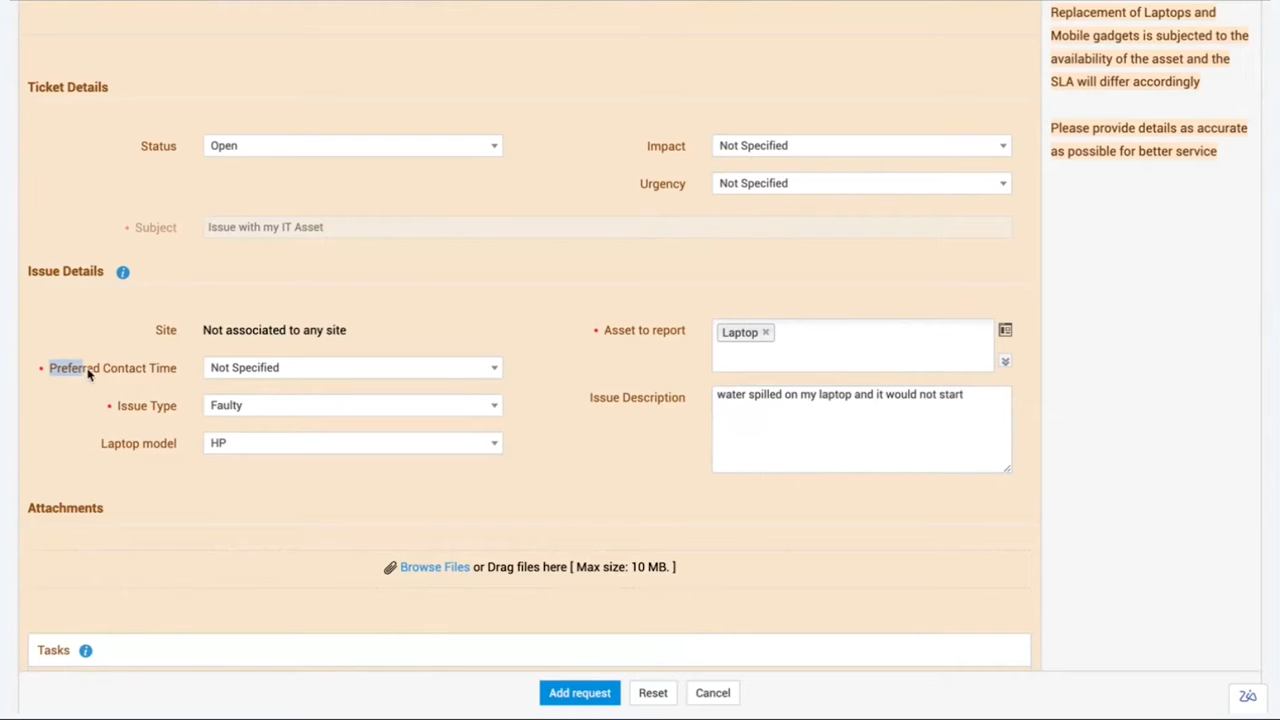 Replacement of Laptops and
Mobile gadgets is subjected to the
availability of the asset and the
SLA will differ accordingly
Please provide details as accurate
as possible for better service
Ticket Details
Status Open
Impact Not Specified
Urgency Not Specified
• Subject Issue with my IT Asset
Issue Details
Site Not associated to any site
• Asset to report Laptop ×
• Preferred Contact Time Not Specified
• Issue Type Faulty
Issue Description water spilled on my laptop and it would not start
Laptop model HP
Attachments
Browse Files or Drag files here [ Max size: 10 MB. ]
Tasks
Add request Reset Cancel